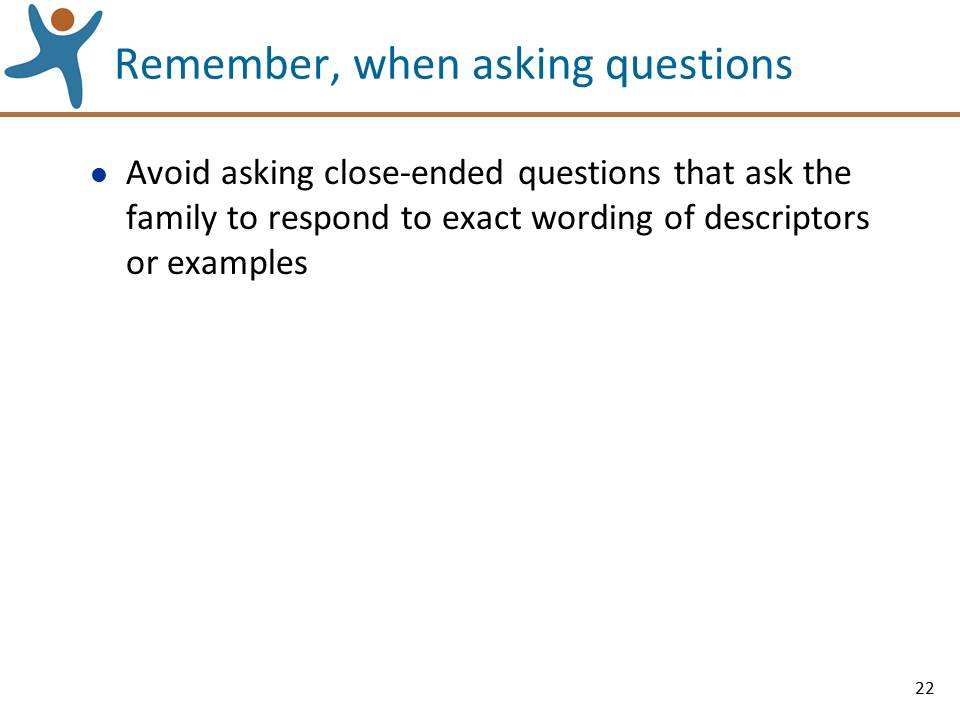 Remember, when asking questions
● Avoid asking close-ended questions that ask the
family to respond to exact wording of descriptors
or examples
22